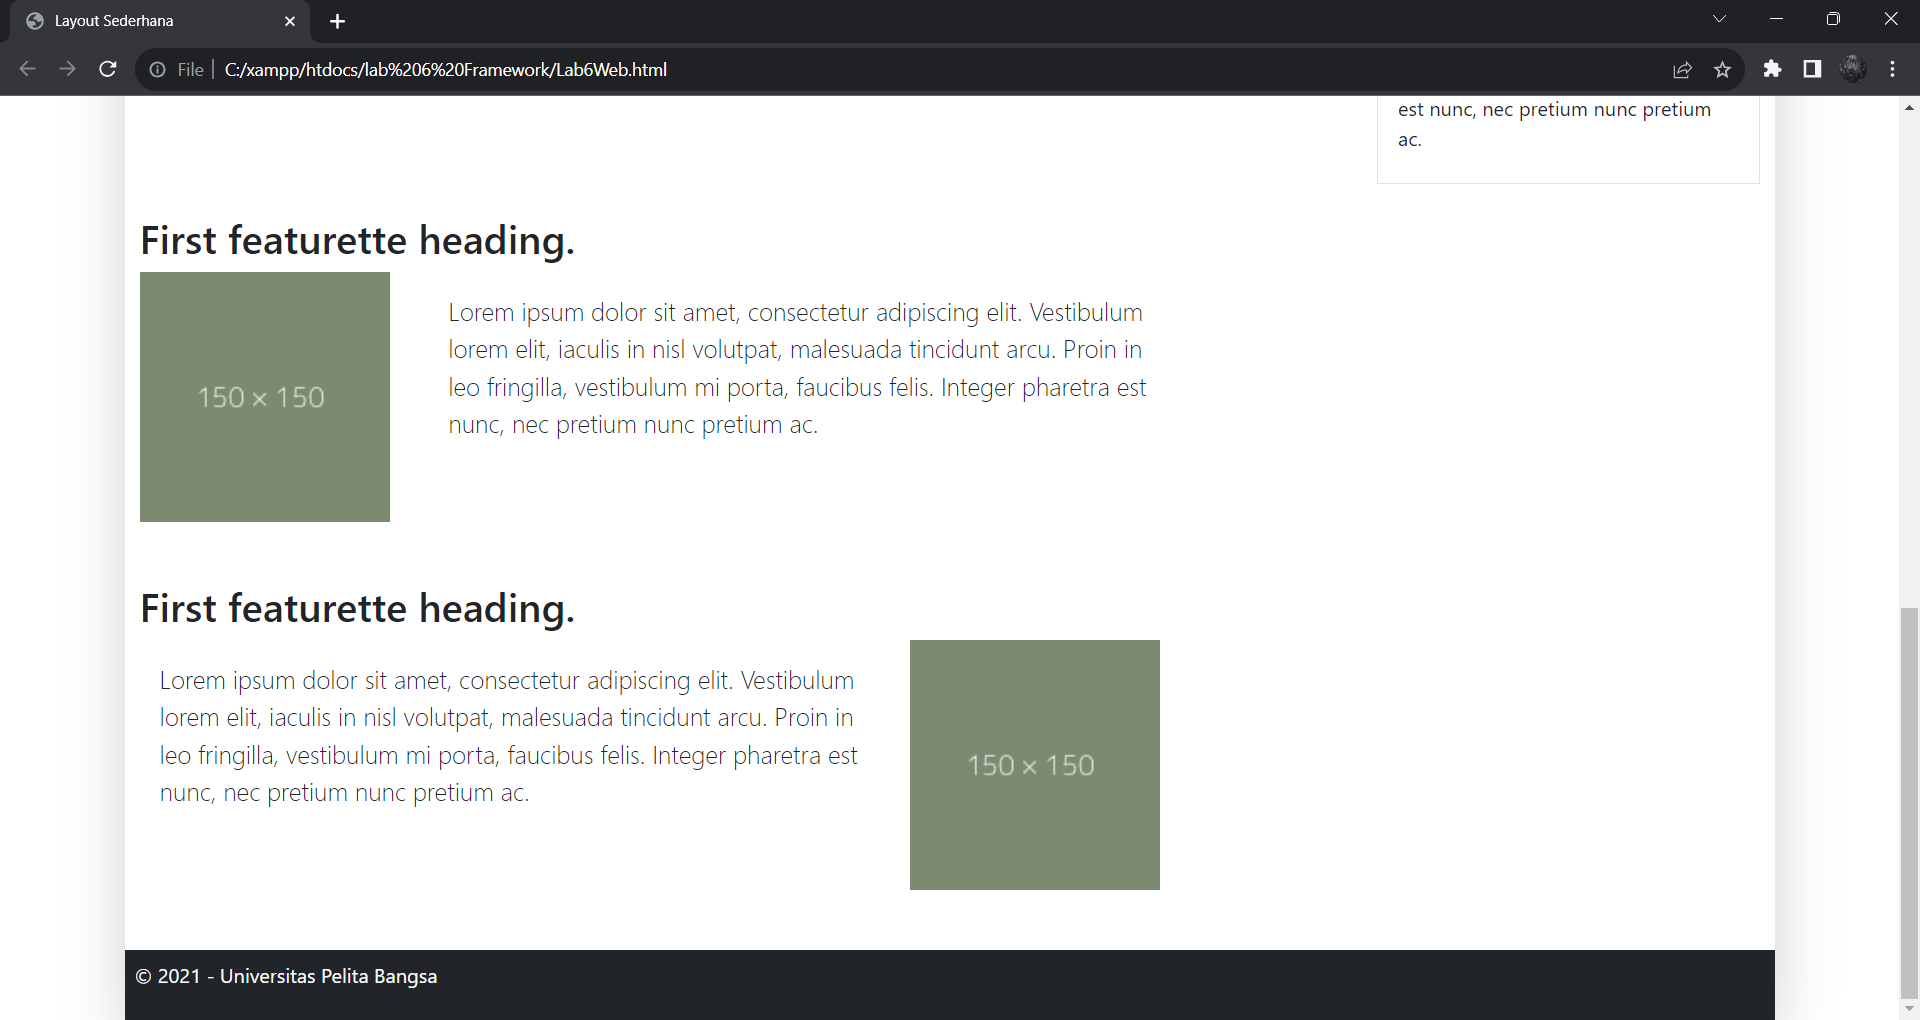 Layout Sederhana
File
C:/xampp/htdocs/lab%206%20Framework/Lab6Web.html
est nunc, nec pretium nunc pretium
ac.
First featurette heading.
150 × 150
Lorem ipsum dolor sit amet, consectetur adipiscing elit. Vestibulum
lorem elit, iaculis in nisl volutpat, malesuada tincidunt arcu. Proin in
leo fringilla, vestibulum mi porta, faucibus felis. Integer pharetra est
nunc, nec pretium nunc pretium ac.
First featurette heading.
Lorem ipsum dolor sit amet, consectetur adipiscing elit. Vestibulum
lorem elit, iaculis in nisl volutpat, malesuada tincidunt arcu. Proin in
leo fringilla, vestibulum mi porta, faucibus felis. Integer pharetra est
nunc, nec pretium nunc pretium ac.
150 × 150
© 2021 - Universitas Pelita Bangsa